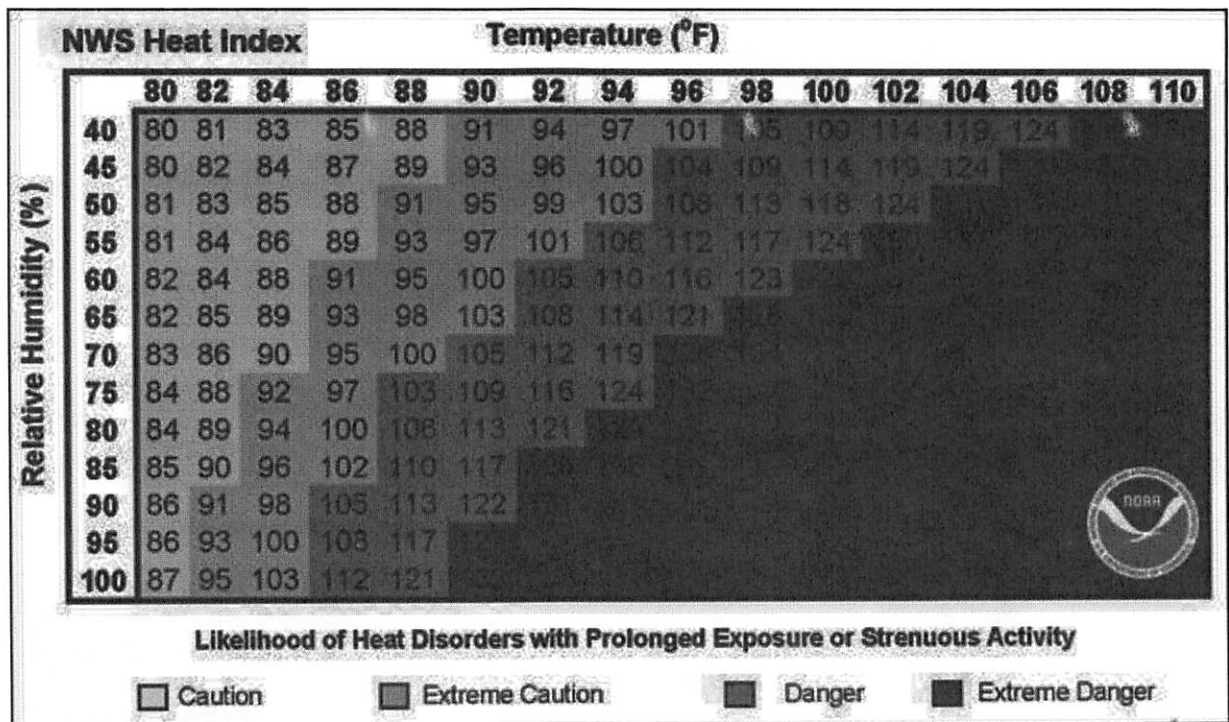 NWS Heat Index
Temperature (°F)
80 82 84 86 88 90 92 94 96 98 100 102 104 106 108 110
Relative Humidity (%)
40 80 81 83 85 88 91 94 97 101 105 109 114 119 124
45 80 82 84 87 89 93 96 100 104 109 114 119 124
50 81 83 85 88 91 95 99 103 108 113 118 124
55 81 84 86 89 93 97 101 106 112 117 124
60 82 84 88 91 95 100 105 110 116 123
65 82 85 89 93 98 103 108 114 121
70 83 86 90 95 100 105 112 119
75 84 88 92 97 103 109 116 124
80 84 89 94 100 106 113 121
85 85 90 96 102 110 117
90 86 91 98 105 113 122
95 86 93 100 108 117
100 87 95 103 112 121
NOAA
Likelihood of Heat Disorders with Prolonged Exposure or Strenuous Activity
Caution Extreme Caution Danger Extreme Danger